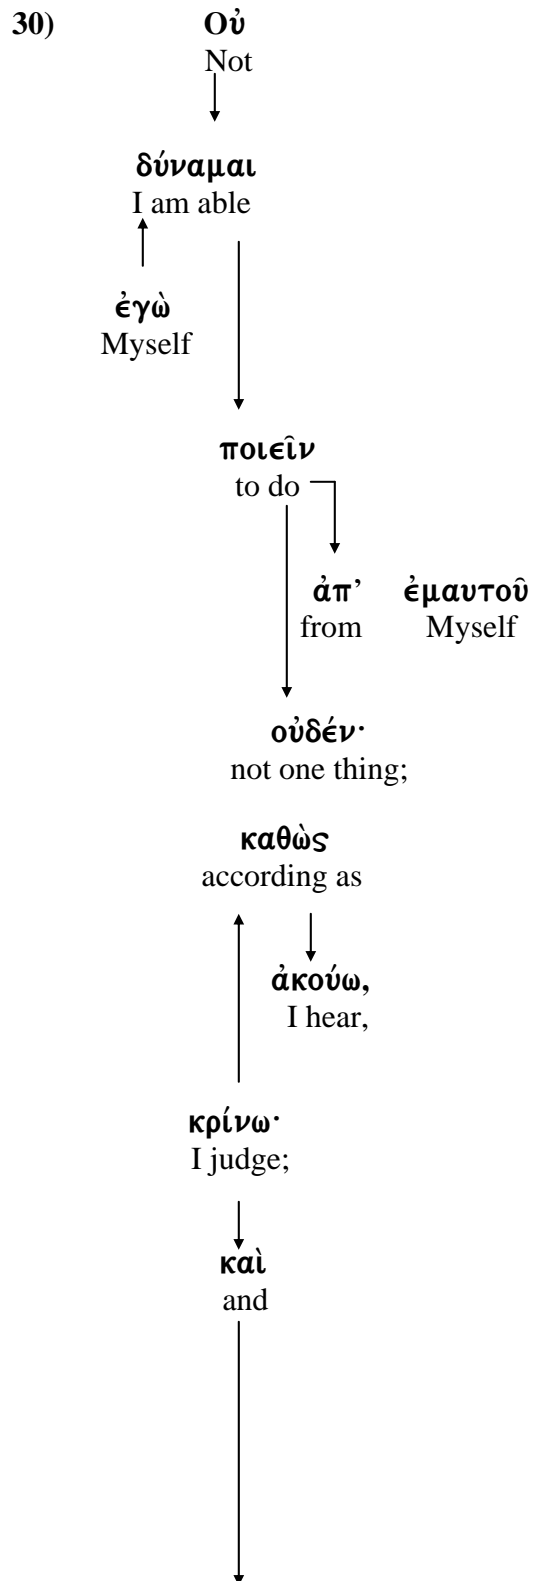 30) Οὐ
Not
δύναμαι
I am able
ἐγὼ
Myself
ποιεῖν
to do
ἀπ’ ἐμαυτοῦ
from Myself
οὐδέν·
not one thing;
καθὼς
according as
ἀκούω,
I hear,
κρίνω·
I judge;
καὶ
and